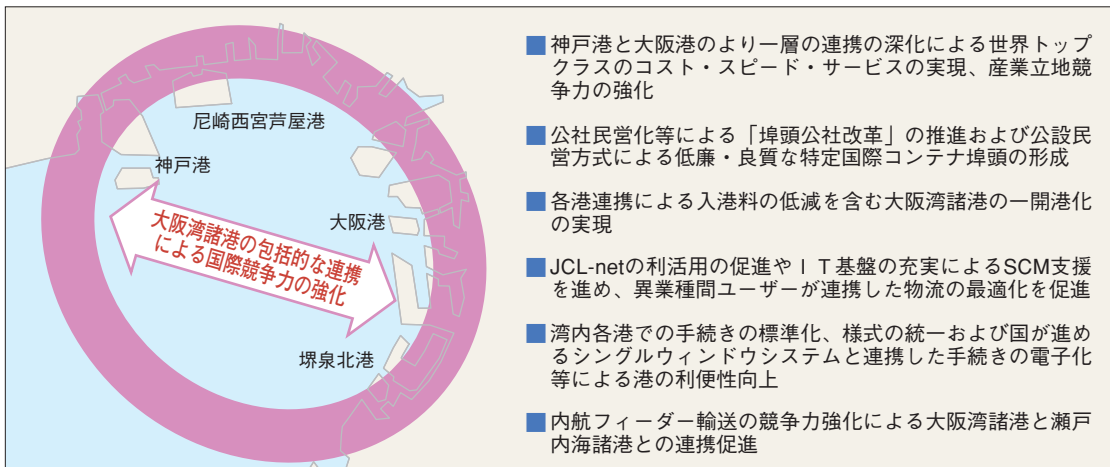 尼崎西宮芦屋港
神戸港
大阪港
大阪湾諸港の包括的な連携
による国際競争力の強化
堺泉北港
■神戸港と大阪港のより一層の連携の深化による世界トップ
クラスのコスト・スピード・サービスの実現、産業立地競
争力の強化
■公社民営化等による「埠頭公社改革」の推進および公設民
営方式による低廉・良質な特定国際コンテナ埠頭の形成
■各港連携による入港料の低減を含む大阪湾諸港の一開港化
の実現
■JCL-netの利活用の促進やＩＴ基盤の充実によるSCM支援
を進め、異業種間ユーザーが連携した物流の最適化を促進
■湾内各港での手続きの標準化、様式の統一および国が進め
るシングルウィンドウシステムと連携した手続きの電子化
等による港の利便性向上
■内航フィーダー輸送の競争力強化による大阪湾諸港と瀬戸
内海諸港との連携促進